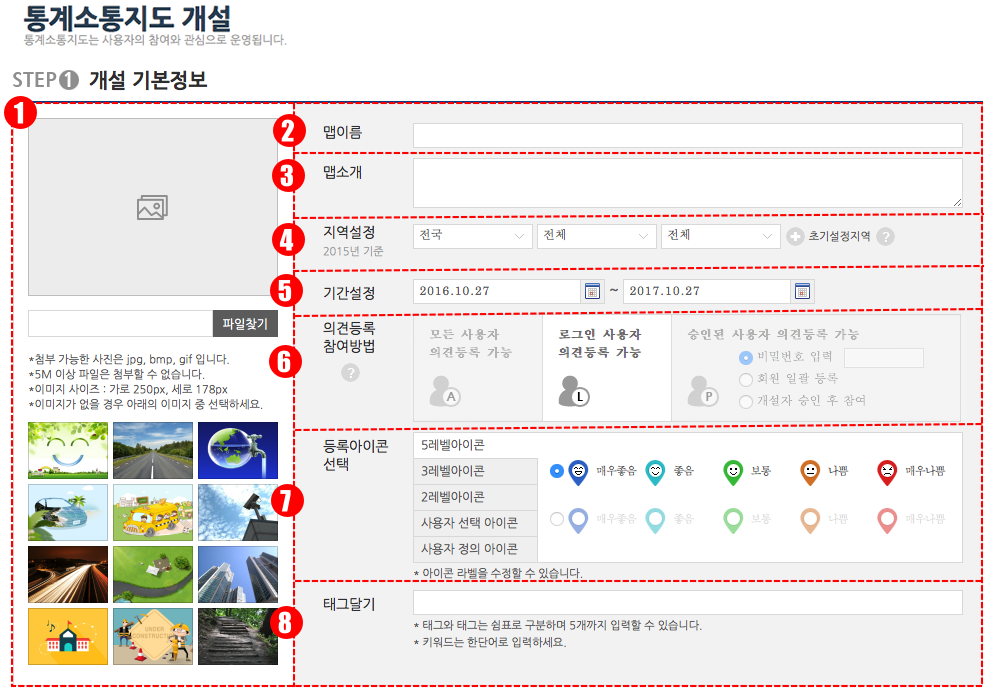 통계소통지도 개설
통계소통지도는 사용자의 참여와 관심으로 운영됩니다.
STEP 1 개설 기본정보
1
파일찾기
*첨부 가능한 사진은 jpg, bmp, gif 입니다.
*5M 이상 파일은 첨부할 수 없습니다.
*이미지 사이즈 : 가로 250px, 세로 178px
*이미지가 없을 경우 아래의 이미지 중 선택하세요.
UNDER
CONSTRUCTION
2 맵이름
3 맵소개
4 지역설정 전국 전체 전체 + 초기설정지역 ?
2015년 기준
5 기간설정 2016.10.27 ~ 2017.10.27
6 의견등록
참여방법
?
모든 사용자
의견등록 가능
A
로그인 사용자
의견등록 가능
L
승인된 사용자 의견등록 가능
비밀번호 입력
회원 일괄 등록
개설자 승인 후 참여
P
7 등록아이콘
선택
5레벨아이콘
3레벨아이콘
2레벨아이콘
사용자 선택 아이콘
사용자 정의 아이콘
매우좋음 좋음 보통 나쁨 매우나쁨
매우좋음 좋음 보통 나쁨 매우나쁨
* 아이콘 라벨을 수정할 수 있습니다.
8 태그달기
* 태그와 태그는 쉼표로 구분하며 5개까지 입력할 수 있습니다.
* 키워드는 한단어로 입력하세요.